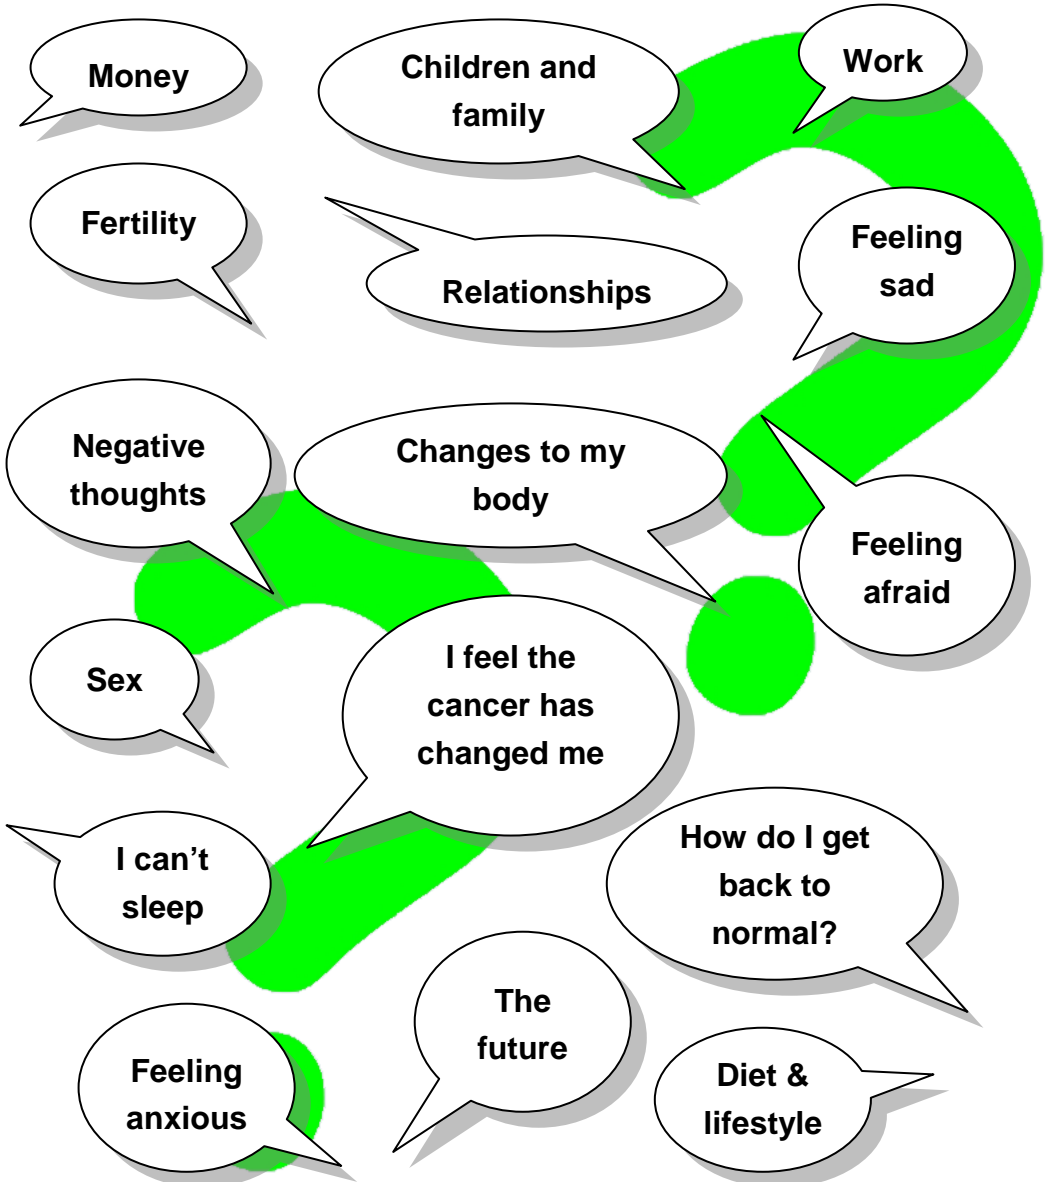 Money
Children and
family
Work
Fertility
Relationships
Feeling
sad
Negative
thoughts
Changes to my
body
Feeling
afraid
Sex
I feel the
cancer has
changed me
I can’t
sleep
How do I get
back to
normal?
The
future
Feeling
anxious
Diet &
lifestyle